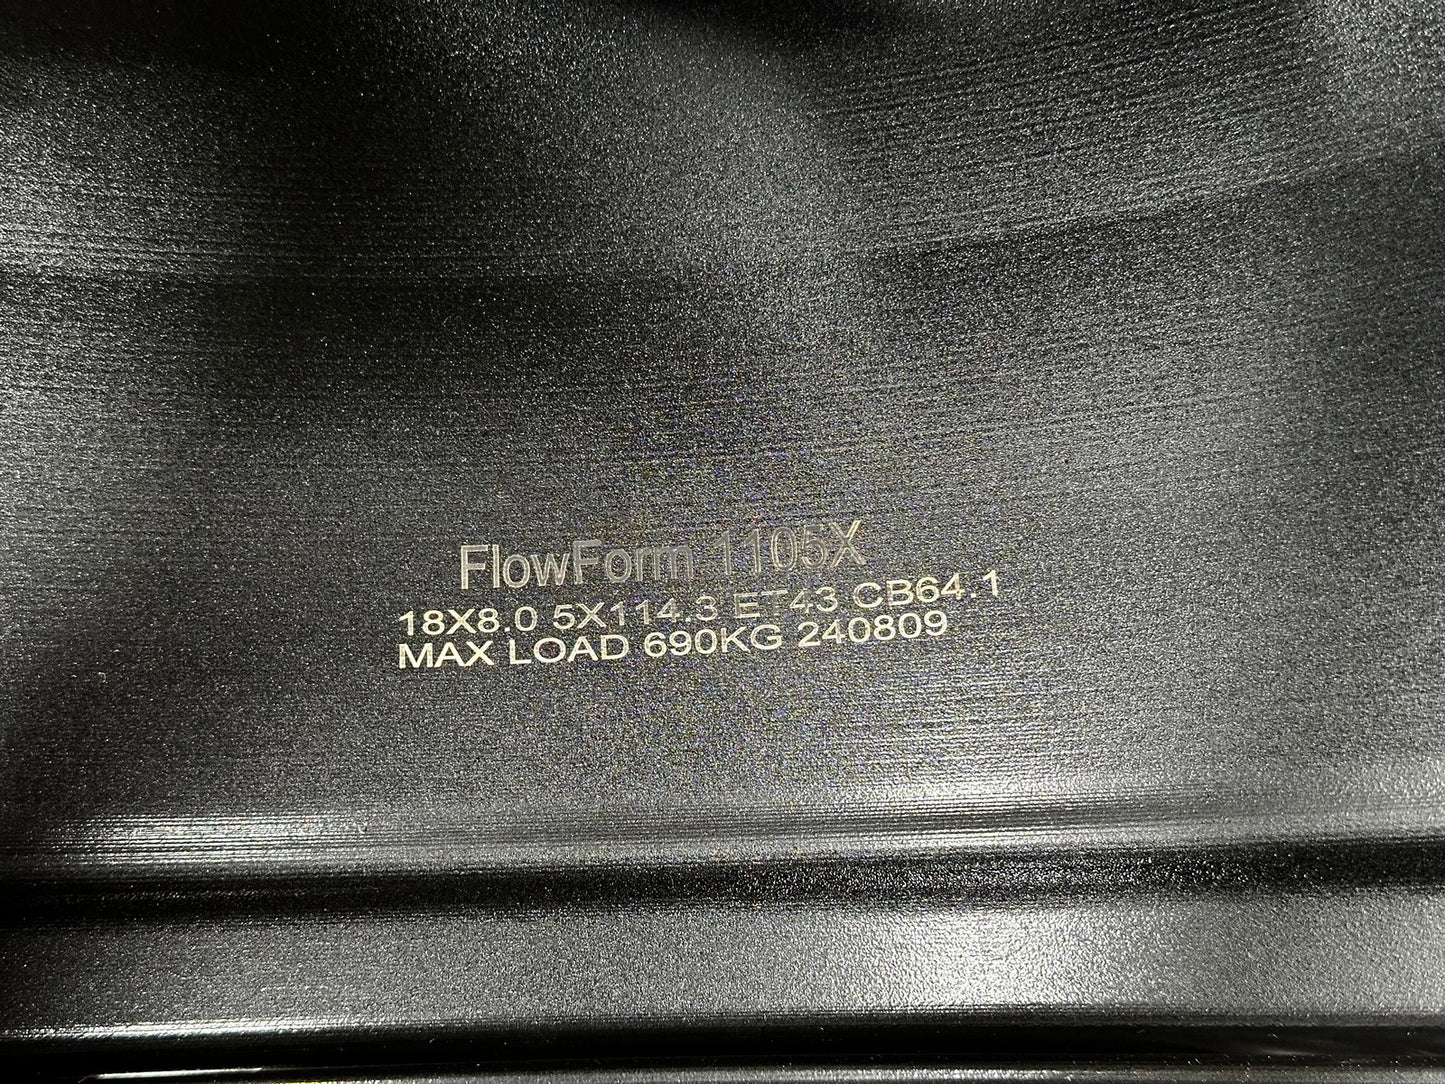 FlowForm 1105X
18X8.0 5X114.3 ET43 CB64.1
MAX LOAD 690KG 240809